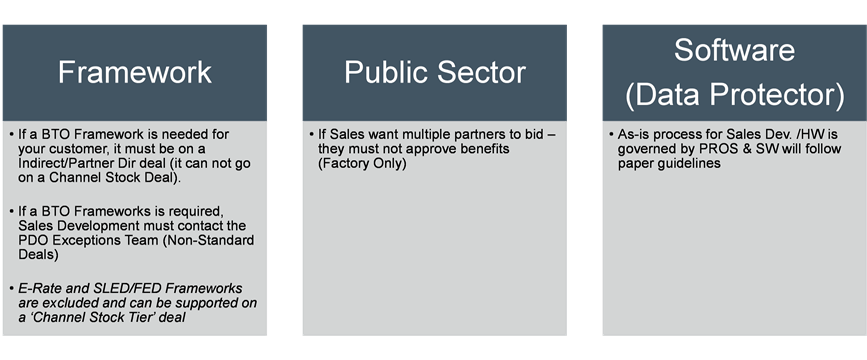 Framework
• If a BTO Framework is needed for
your customer, it must be on a
Indirect/Partner Dir deal (it can not go
on a Channel Stock Deal).
• If a BTO Frameworks is required,
Sales Development must contact the
PDO Exceptions Team (Non-Standard
Deals)
• E-Rate and SLED/FED Frameworks
are excluded and can be supported on
a ‘Channel Stock Tier’ deal
Public Sector
• If Sales want multiple partners to bid –
they must not approve benefits
(Factory Only)
Software
(Data Protector)
• As-is process for Sales Dev. /HW is
governed by PROS & SW will follow
paper guidelines